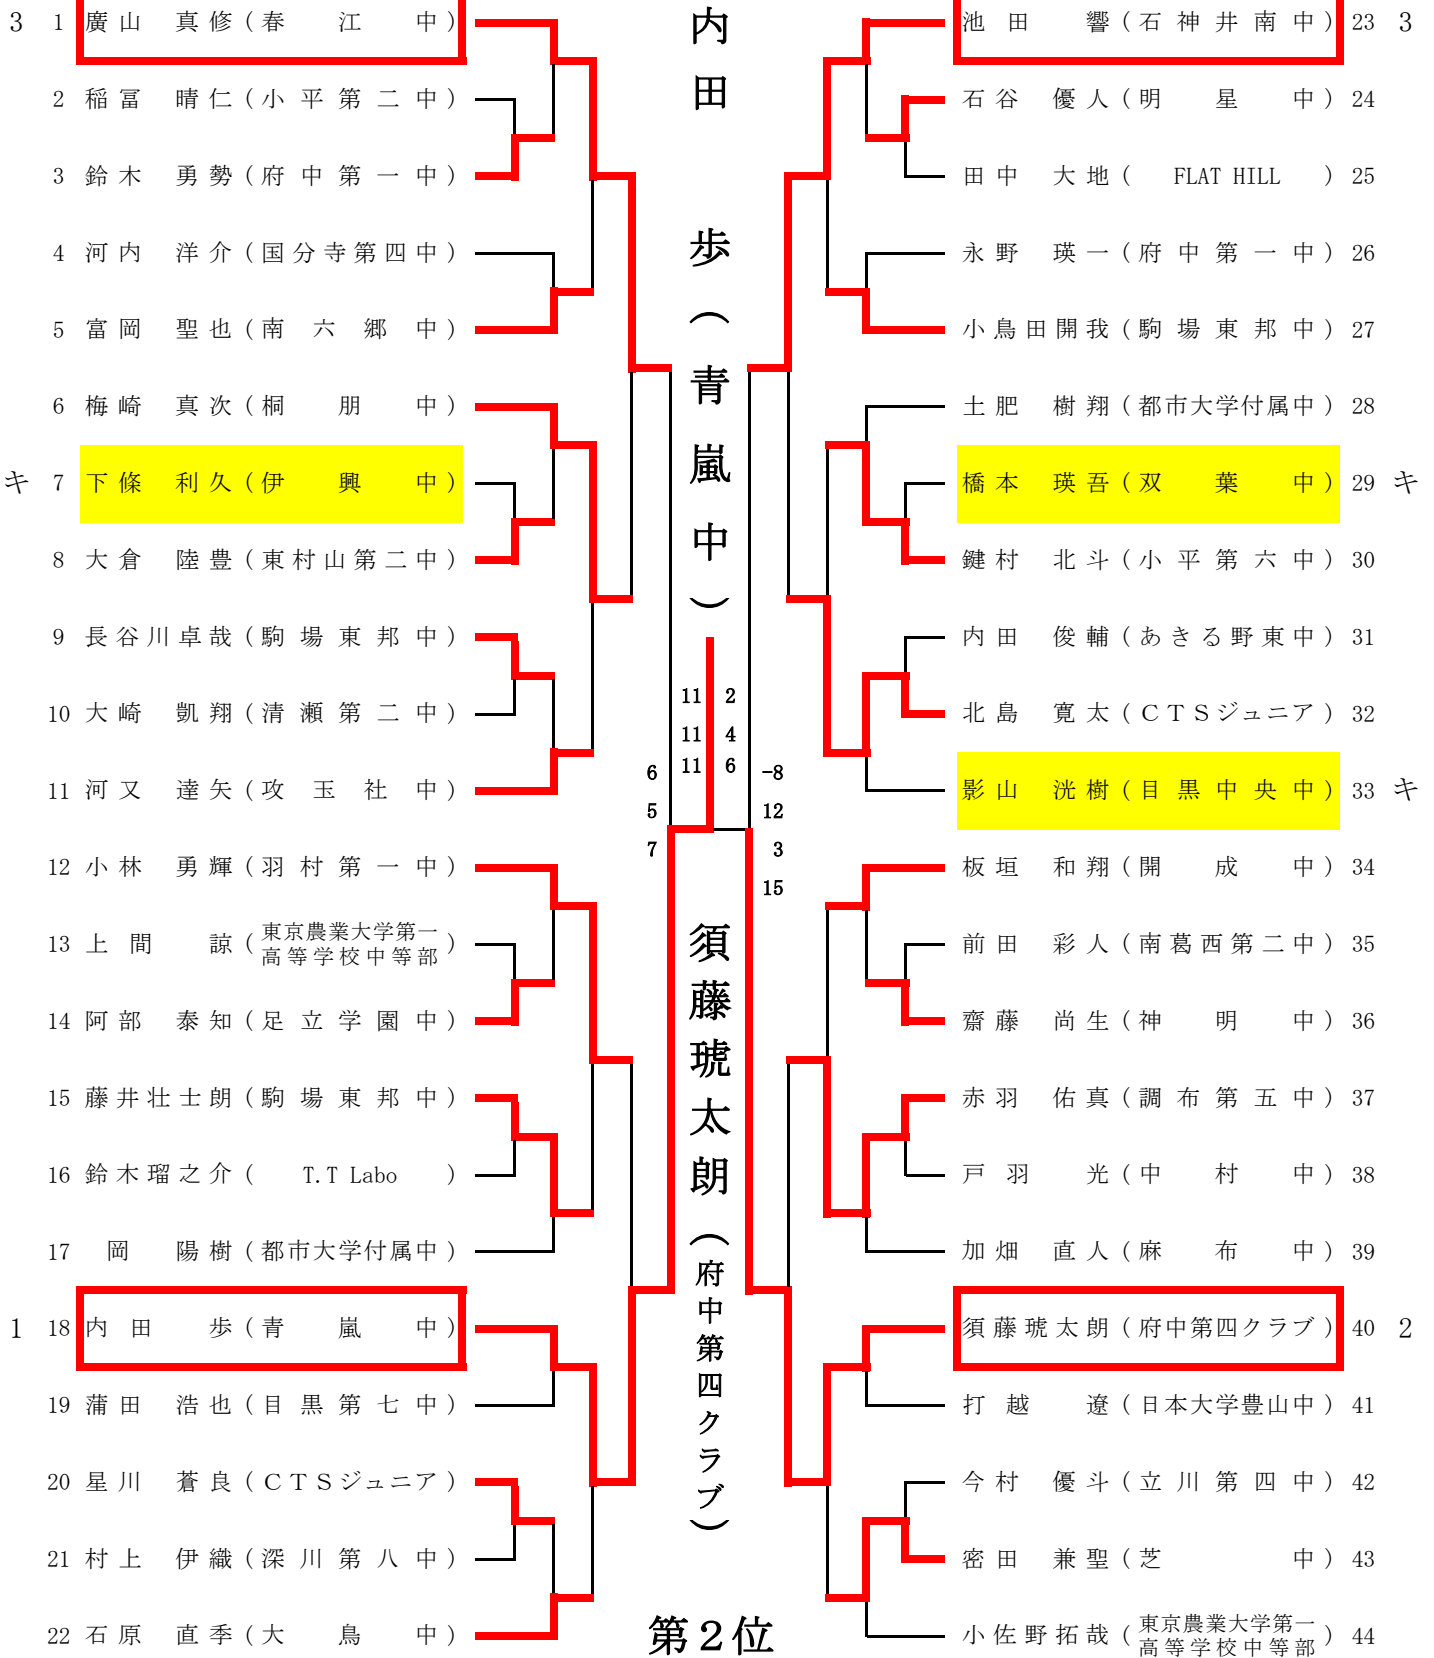 3 1 廣山 真修（春江中）
2 稲冨 晴仁（小平第二中）
3 鈴木 勇勢（府中第一中）
4 河内 洋介（国分寺第四中）
5 富岡 聖也（南六郷中）
6 梅崎 真次（桐朋中）
キ 7 下條 利久（伊興中）
8 大倉 陸豊（東村山第二中）
9 長谷川卓哉（駒場東邦中）
10 大崎 凱翔（清瀬第二中）
11 河又 達矢（攻玉社中）
12 小林 勇輝（羽村第一中）
13 上間 諒（東京農業大学第一
高等学校中等部）
14 阿部 泰知（足立学園中）
15 藤井壮士朗（駒場東邦中）
16 鈴木瑠之介（ T.T Labo ）
17 岡 陽樹（都市大学付属中）
1 18 内田 歩（青嵐中）
19 蒲田 浩也（目黒第七中）
20 星川 蒼良（ＣＴＳジュニア）
21 村上 伊織（深川第八中）
22 石原 直季（大鳥中）
内田 歩（青嵐中）
11 2
11 4
11 6
6
5
7
-8
12
3
15
須藤琥太朗（府中第四クラブ）
第２位
池田 響（石神井南中） 23 3
石谷 優人（明星中） 24
田中 大地（ FLAT HILL ） 25
永野 瑛一（府中第一中） 26
小鳥田開我（駒場東邦中） 27
土肥 樹翔（都市大学付属中） 28
橋本 瑛吾（双葉中） 29 キ
鍵村 北斗（小平第六中） 30
内田 俊輔（あきる野東中） 31
北島 寛太（ＣＴＳジュニア） 32
影山 洸樹（目黒中央中） 33 キ
板垣 和翔（開成中） 34
前田 彩人（南葛西第二中） 35
齋藤 尚生（神明中） 36
赤羽 佑真（調布第五中） 37
戸羽 光（中村中） 38
加畑 直人（麻布中） 39
須藤琥太朗（府中第四クラブ） 40 2
打越 遼（日本大学豊山中） 41
今村 優斗（立川第四中） 42
密田 兼聖（芝中） 43
小佐野拓哉（東京農業大学第一
高等学校中等部） 44